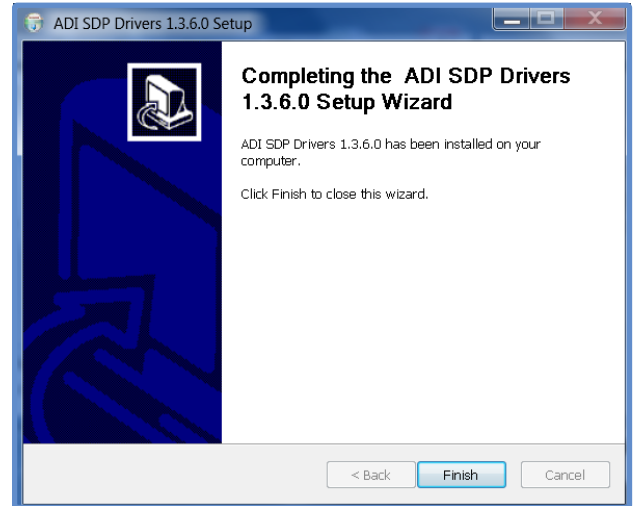 ADI SDP Drivers 1.3.6.0 Setup
Completing the ADI SDP Drivers
1.3.6.0 Setup Wizard
ADI SDP Drivers 1.3.6.0 has been installed on your
computer.
Click Finish to close this wizard.
< Back
Finish
Cancel